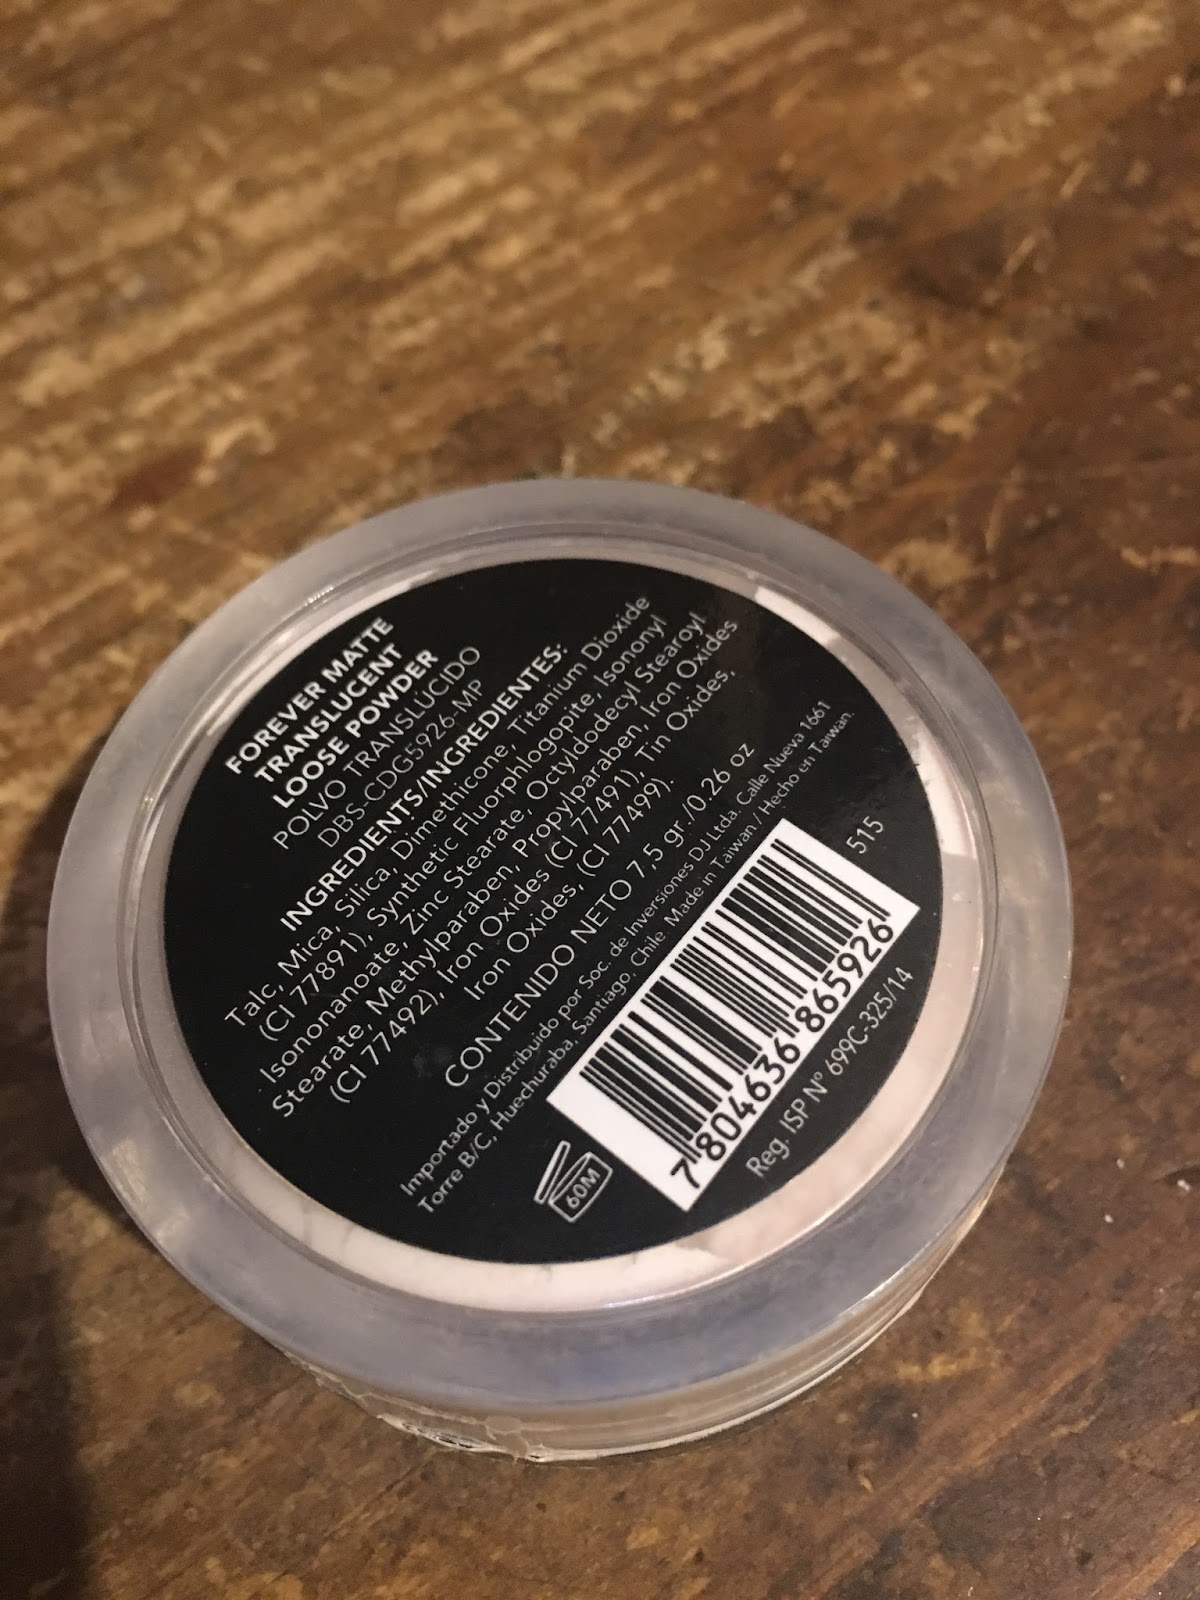 FOREVER MATTE
TRANSLUCENT
LOOSE POWDER
POLVO TRANSLÚCIDO
DBS-CDG5926-MP
INGREDIENTS/INGREDIENTES:
Talc, Mica, Silica, Dimethicone, Titanium Dioxide
(CI 77891), Synthetic Fluorphlogopite, Isononyl
Isononanoate, Zinc Stearate, Octyldodecyl Stearoyl
Stearate, Methylparaben, Propylparaben, Iron Oxides
(CI 77492), Iron Oxides (CI 77491), Tin Oxides,
Iron Oxides, (CI 77499).
CONTENIDO NETO 7,5 gr./0.26 oz
Importado y Distribuido por Soc. de Inversiones DJ Ltda. Calle Nueva 1661
Torre B/C, Huechuraba, Santiago, Chile. Made in Taiwan / Hecho en Taiwan.
60M
515
7 804636 865926
Reg. ISP Nº 699C-325/14